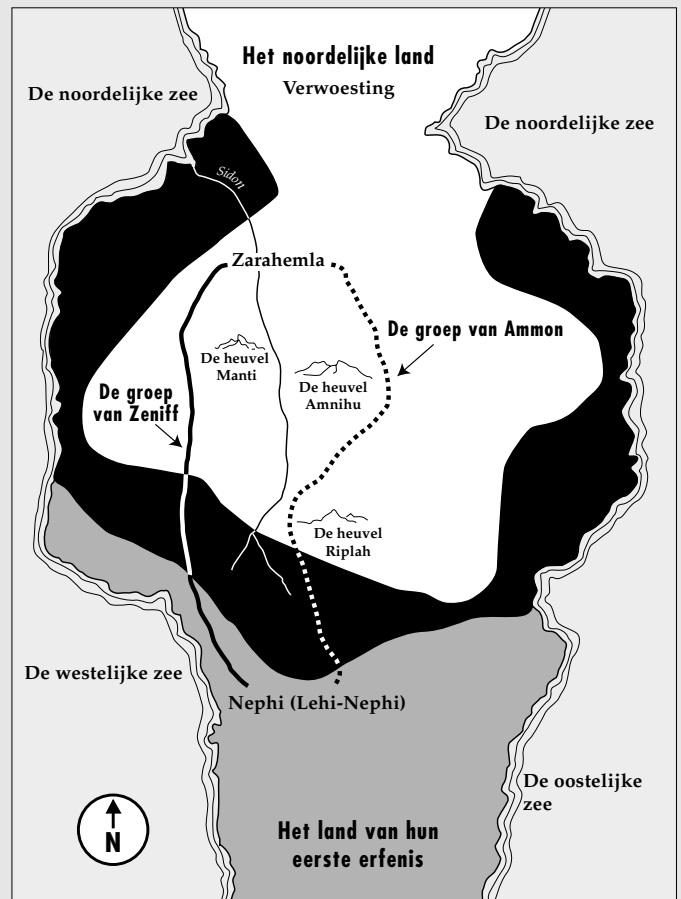 Het noordelijke land
Verwoesting
De noordelijke zee
De noordelijke zee
Sidon
Zarahemla
De groep van Ammon
De heuvel
Manti
De heuvel
Amnihu
De groep
van Zeniff
De heuvel
Riplah
De westelijke zee
Nephi (Lehi-Nephi)
De oostelijke
zee
N
Het land van hun
eerste erfenis